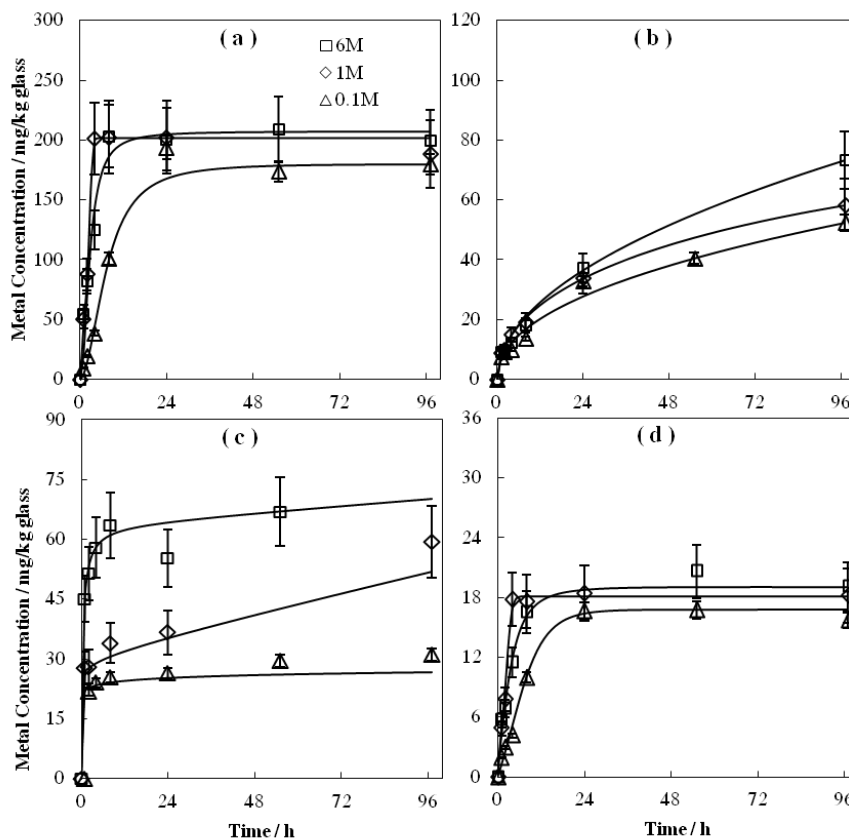 ( a )
6M
1M
0.1M
Metal Concentration / mg/kg glass
300
250
200
150
100
50
0
0 24 48 72 96
( b )
120
100
80
60
40
20
0
0 24 48 72 96
( c )
Metal Concentration / mg/kg glass
90
75
60
45
30
15
0
0 24 48 72 96
Time / h
( d )
36
30
24
18
12
6
0
0 24 48 72 96
Time / h